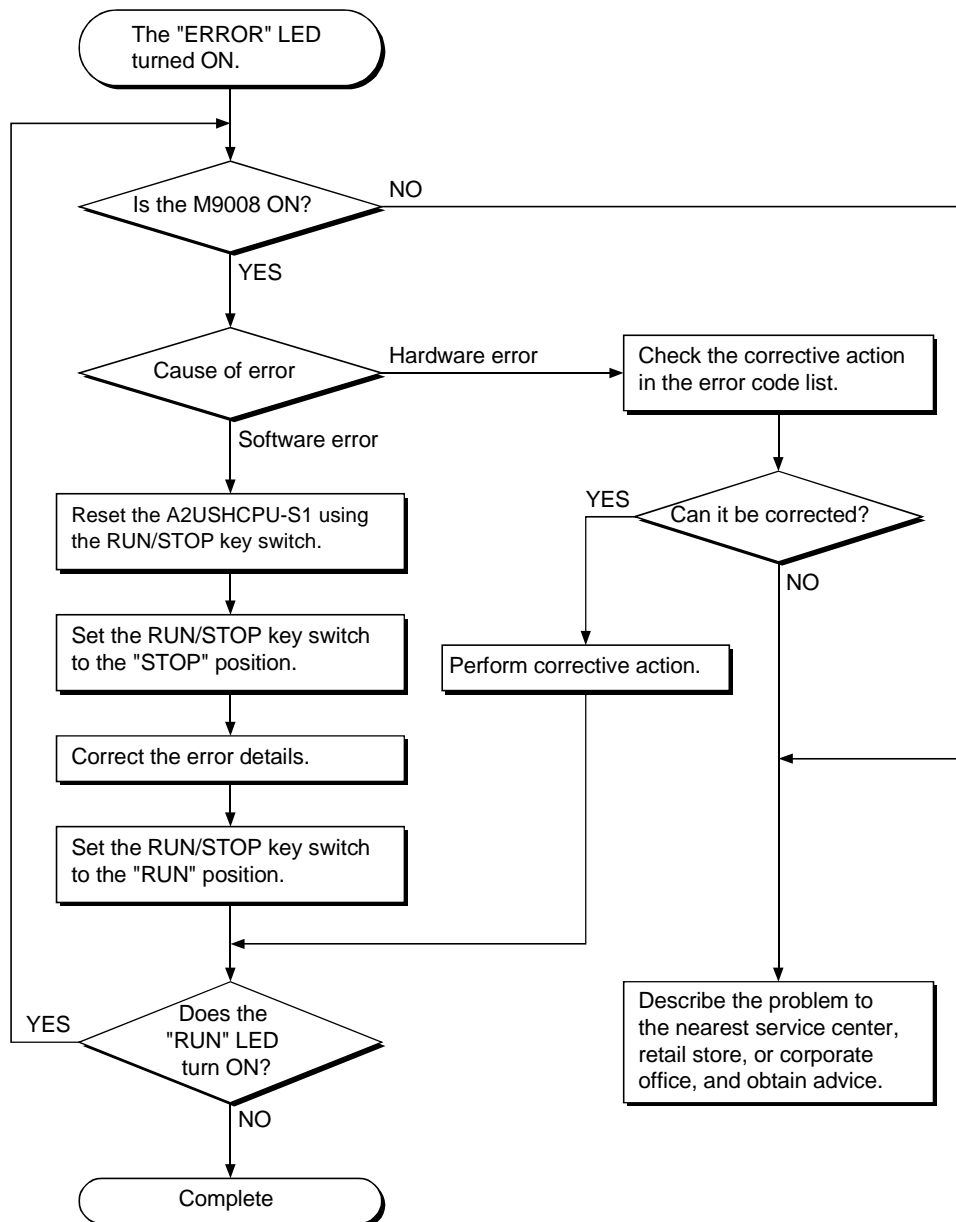 The "ERROR" LED
turned ON.
Is the M9008 ON?
NO
YES
Cause of error
Hardware error
Check the corrective action
in the error code list.
Software error
YES
Can it be corrected?
NO
Reset the A2USHCPU-S1 using
the RUN/STOP key switch.
Set the RUN/STOP key switch
to the "STOP" position.
Perform corrective action.
Correct the error details.
Set the RUN/STOP key switch
to the "RUN" position.
YES
Does the
"RUN" LED
turn ON?
NO
Describe the problem to
the nearest service center,
retail store, or corporate
office, and obtain advice.
Complete